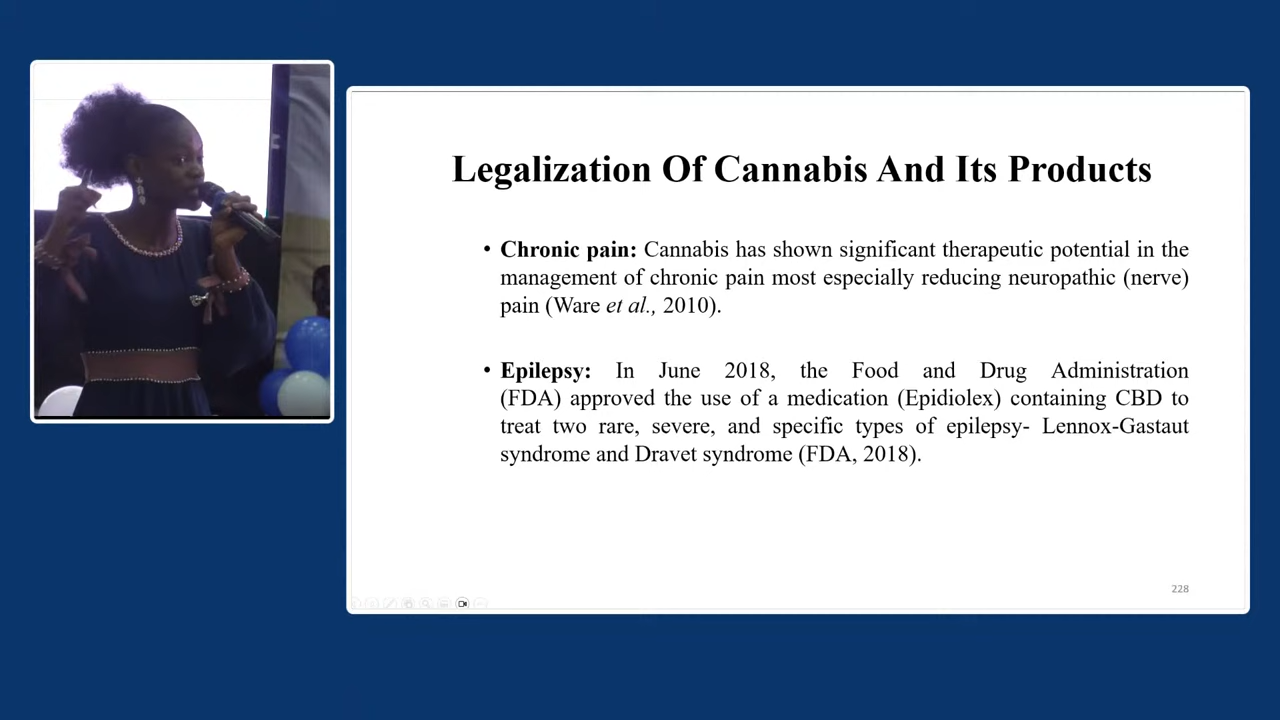 Legalization Of Cannabis And Its Products
• Chronic pain: Cannabis has shown significant therapeutic potential in the
management of chronic pain most especially reducing neuropathic (nerve)
pain (Ware et al., 2010).
• Epilepsy: In June 2018, the Food and Drug Administration
(FDA) approved the use of a medication (Epidiolex) containing CBD to
treat two rare, severe, and specific types of epilepsy- Lennox-Gastaut
syndrome and Dravet syndrome (FDA, 2018).
228